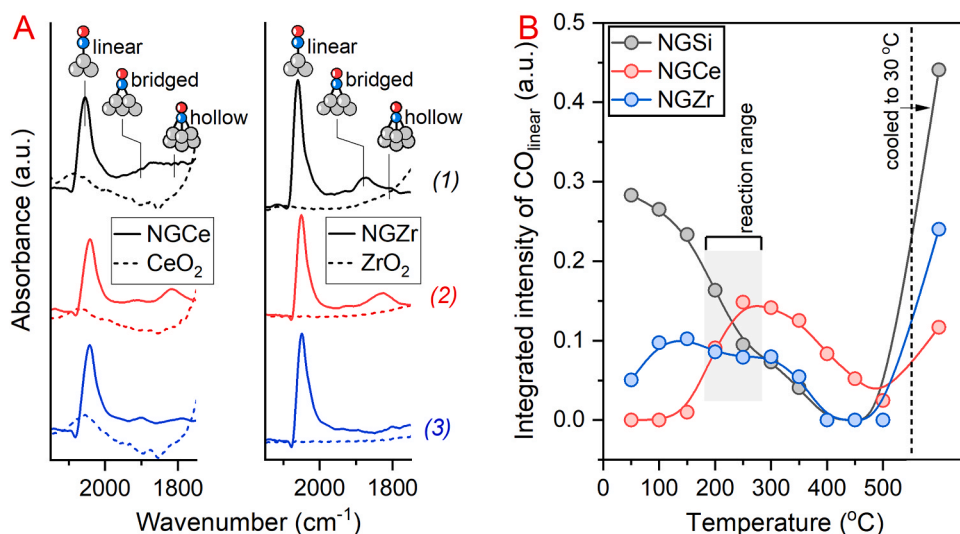 A
linear
bridged
hollow
linear
bridged
hollow
(1)
NGCe
CeO2
NGZr
ZrO2
(2)
(3)
Absorbance (a.u.)
2000
1800
2000
1800
Wavenumber (cm-1)
B
NGSi
NGCe
NGZr
reaction range
cooled to 30 oC
Integrated intensity of COlinear (a.u.)
0.5
0.4
0.3
0.2
0.1
0.0
0
100
200
300
400
500
Temperature (oC)